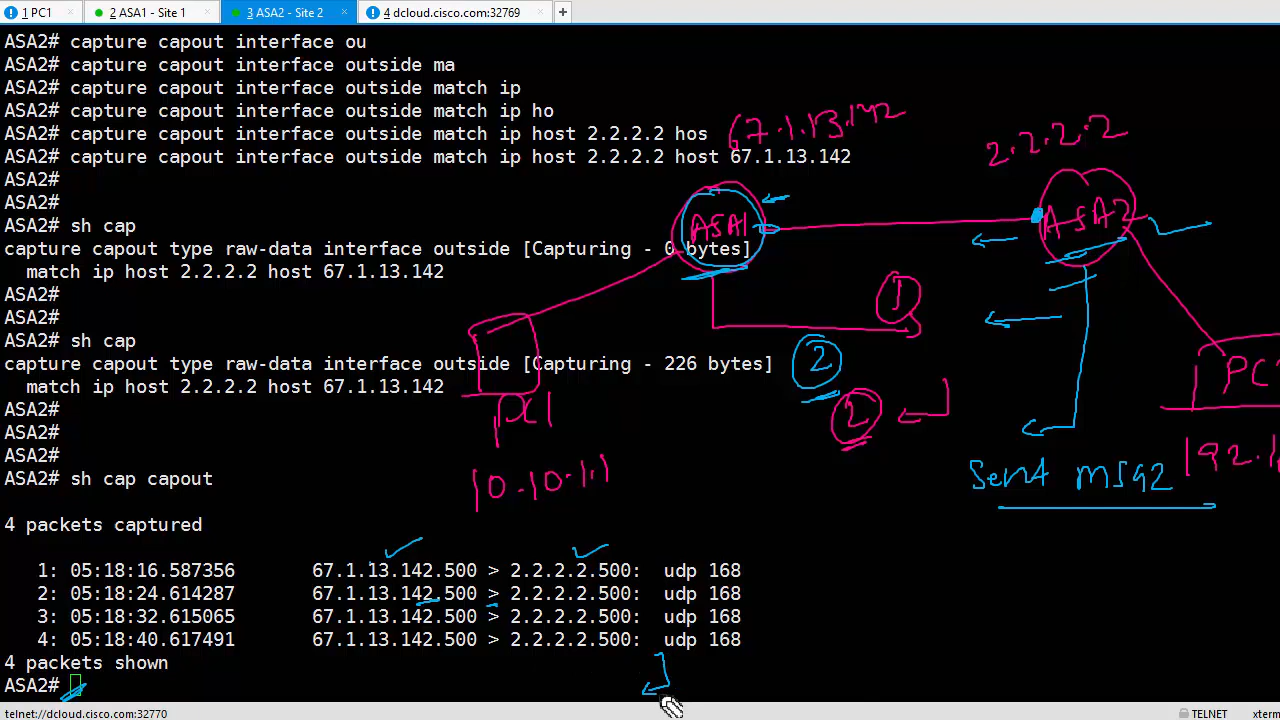 1 PC1 × 2 ASA1 - Site 1 × 3 ASA2 - Site 2 × 4 dcloud.cisco.com:32769 × +
ASA2# capture capout interface ou
ASA2# capture capout interface outside ma
ASA2# capture capout interface outside match ip
ASA2# capture capout interface outside match ip ho
ASA2# capture capout interface outside match ip host 2.2.2.2 hos
ASA2# capture capout interface outside match ip host 2.2.2.2 host 67.1.13.142
ASA2#
ASA2#
ASA2# sh cap
capture capout type raw-data interface outside [Capturing - 0 bytes]
match ip host 2.2.2.2 host 67.1.13.142
ASA2#
ASA2#
ASA2# sh cap
capture capout type raw-data interface outside [Capturing - 226 bytes]
match ip host 2.2.2.2 host 67.1.13.142
ASA2#
ASA2#
ASA2#
ASA2# sh cap capout
4 packets captured
1: 05:18:16.587356 67.1.13.142.500 > 2.2.2.2.500: udp 168
2: 05:18:24.614287 67.1.13.142.500 > 2.2.2.2.500: udp 168
3: 05:18:32.615065 67.1.13.142.500 > 2.2.2.2.500: udp 168
4: 05:18:40.617491 67.1.13.142.500 > 2.2.2.2.500: udp 168
4 packets shown
ASA2#
67.1.13.142
2.2.2.2
ASA1
ASA2
1
2
2
PC1
PC
10.10.1.1
192.1
Sent msg2
telnet://dcloud.cisco.com:32770 TELNET xterm